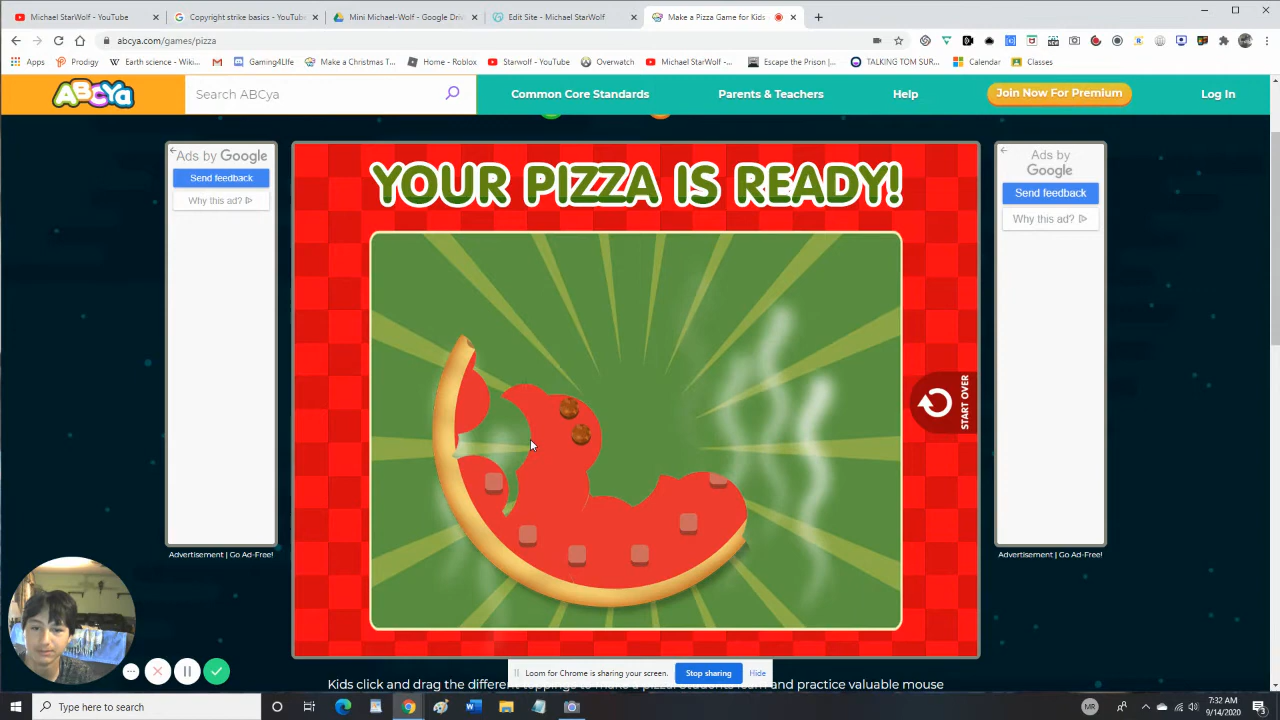 Michael StarWolf - YouTube
Copyright strike basics - YouTube
Mini Michael-Wolf - Google Driv
Edit Site - Michael StarWolf
Make a Pizza Game for Kids
abcya.com/games/pizza
Apps
Prodigy
Earth science - Wiki...
Gaming4Life
Make a Christmas T...
Home - Roblox
Starwolf - YouTube
Overwatch
Michael StarWolf -...
Escape the Prison |...
TALKING TOM SUR...
Calendar
Classes
ABCYa
Search ABCya
Common Core Standards
Parents & Teachers
Help
Join Now For Premium
Log In
Ads by Google
Send feedback
Why this ad?
Advertisement | Go Ad-Free!
YOUR PIZZA IS READY!
START OVER
Ads by
Google
Send feedback
Why this ad?
Advertisement | Go Ad-Free!
Loom for Chrome is sharing your screen.
Stop sharing
Hide
Kids click and drag the different toppings to make a pizza. Students learn and practice valuable mouse
Type here to search
7:32 AM
9/14/2020